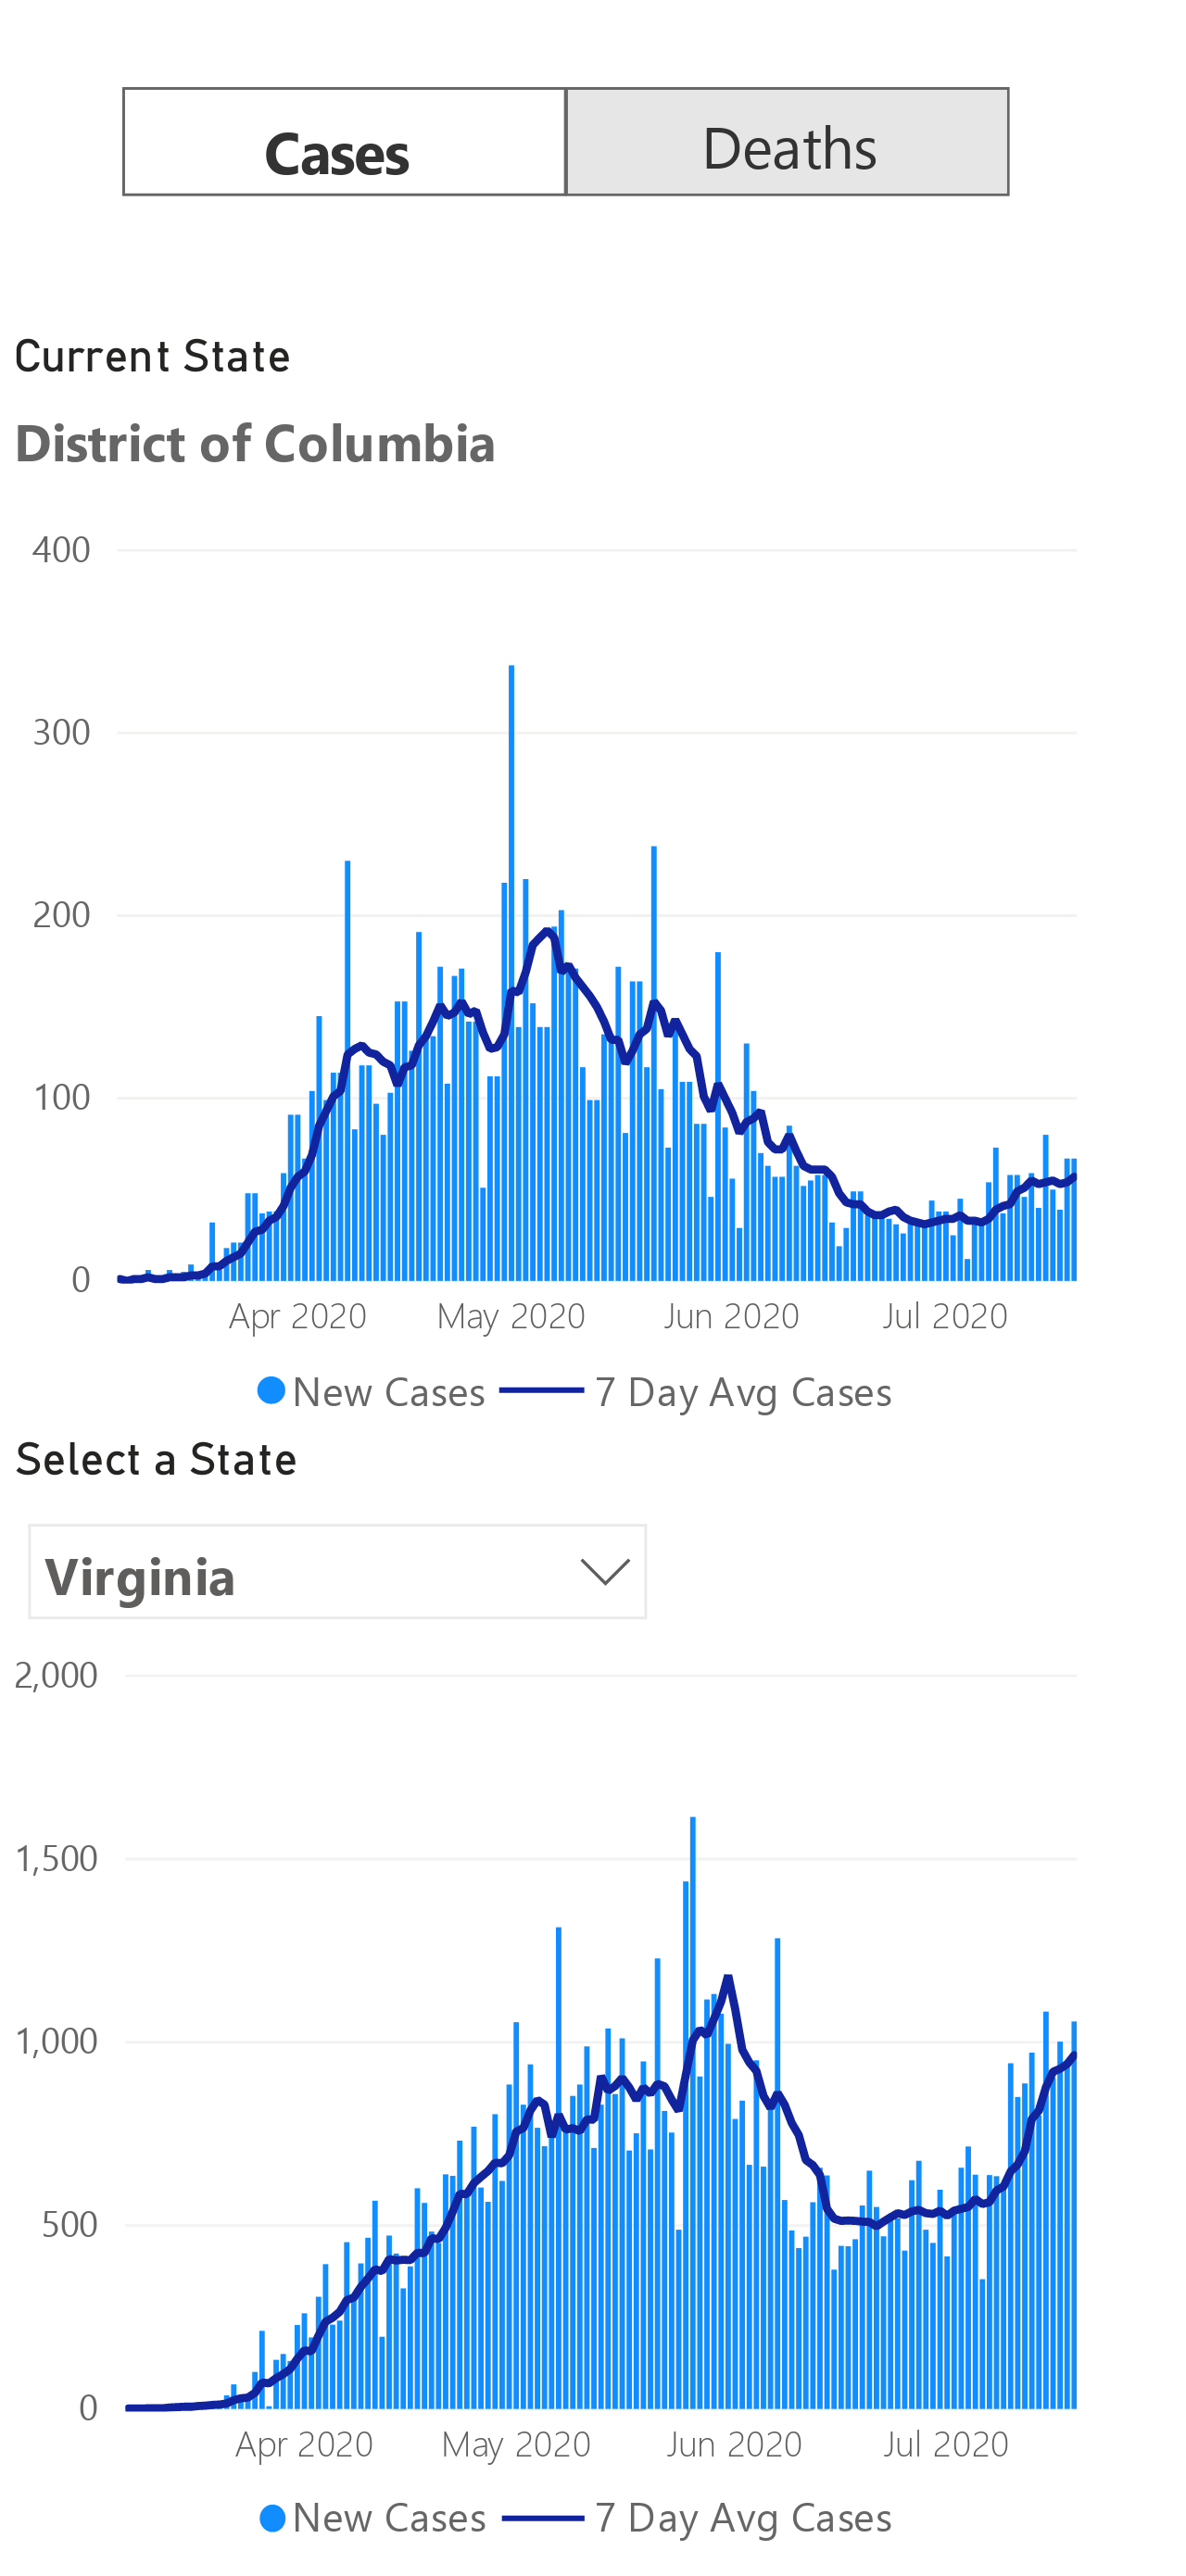 Cases Deaths
Current State
District of Columbia
400
300
200
100
0
Apr 2020 May 2020 Jun 2020 Jul 2020
New Cases 7 Day Avg Cases
Select a State
Virginia
2,000
1,500
1,000
500
0
Apr 2020 May 2020 Jun 2020 Jul 2020
New Cases 7 Day Avg Cases